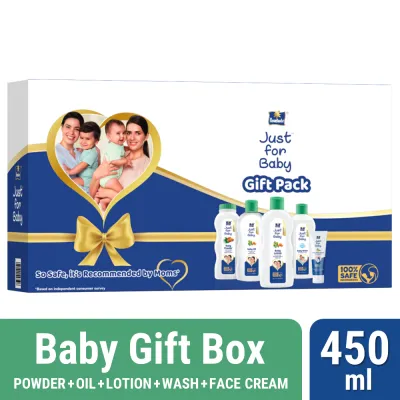 Parachute
Just
for
Baby
Gift Pack
Just
for
Baby
So Safe, it's Recommended by Moms*
*Based on independent consumer survey
100%
SAFE
Baby Gift Box
POWDER+OIL+LOTION+WASH+FACE CREAM
450
ml